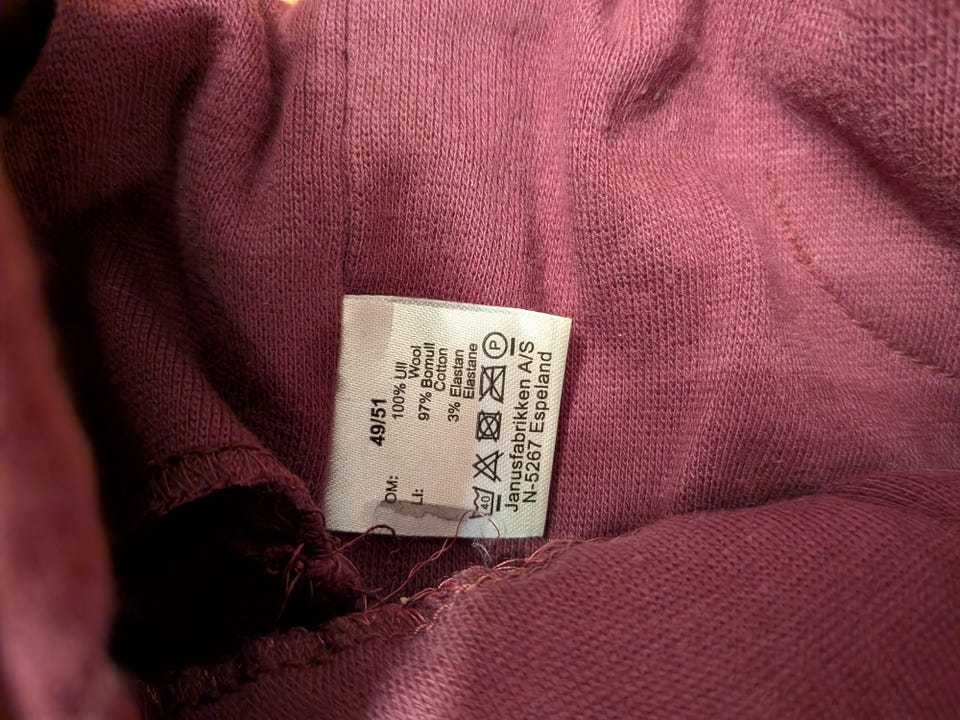 49/51
OM: 100% Ull
Wool
LI: 97% Bomull
Cotton
3% Elastan
Elastane
40 P
Janusfabrikken A/S
N-5267 Espeland